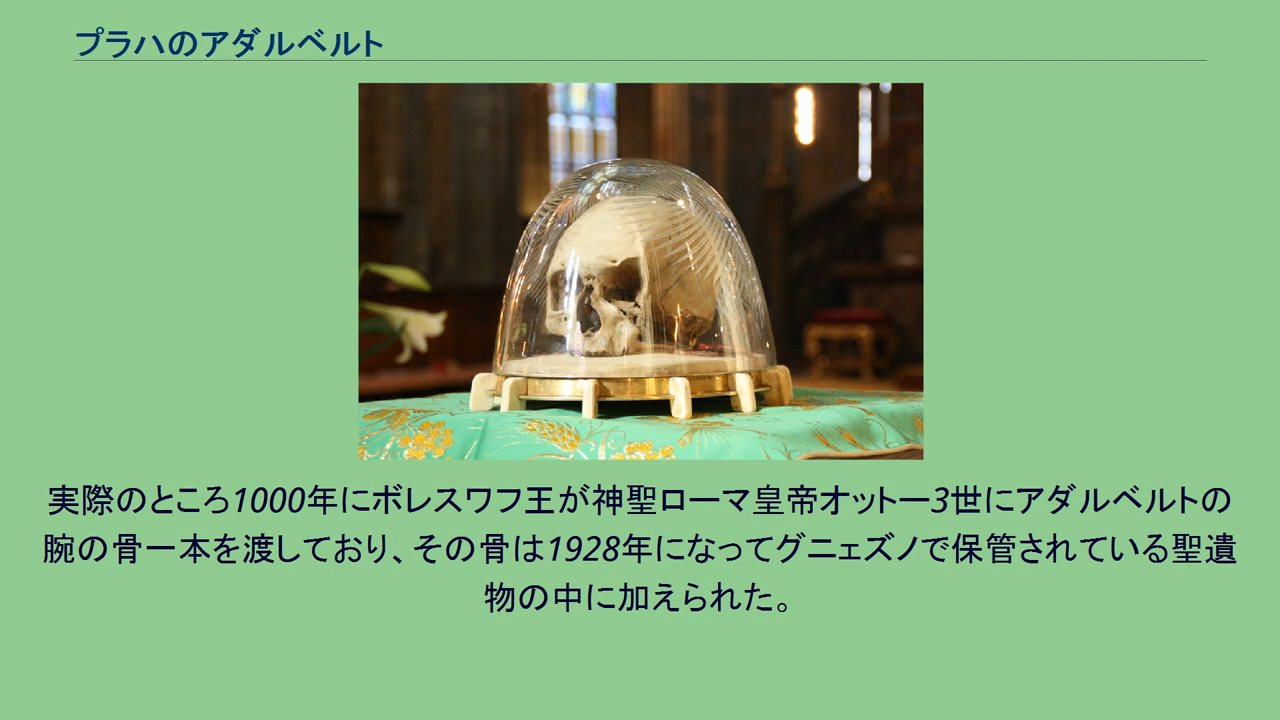 プラハのアダルベルト
実際のところ1000年にボレスワフ王が神聖ローマ皇帝オットー3世にアダルベルトの
腕の骨一本を渡しており、その骨は1928年になってグニェズノで保管されている聖遺
物の中に加えられた。